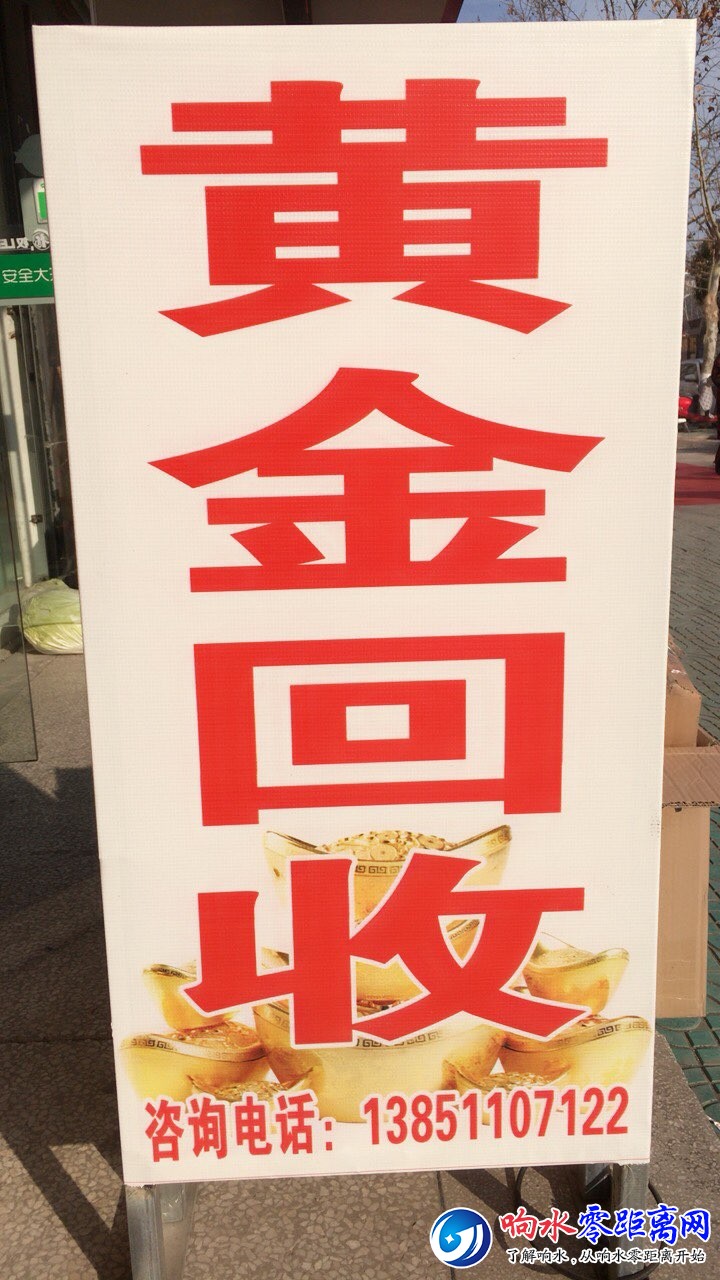 黄金回收
咨询电话：13851107122
安全大
响水零距离网
了解响水，从响水零距离开始